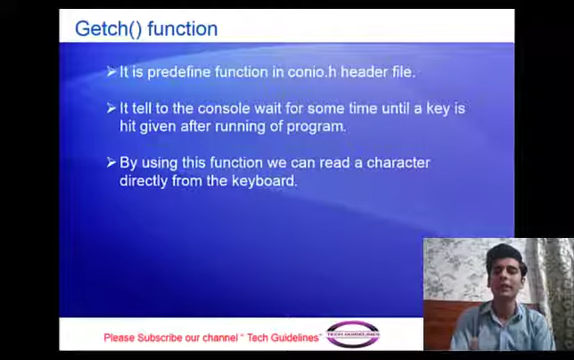 Getch() function
It is predefine function in conio.h header file.
It tell to the console wait for some time until a key is
hit given after running of program.
By using this function we can read a character
directly from the keyboard.
Please Subscribe our channel “ Tech Guidelines”
TECH GUIDELINES